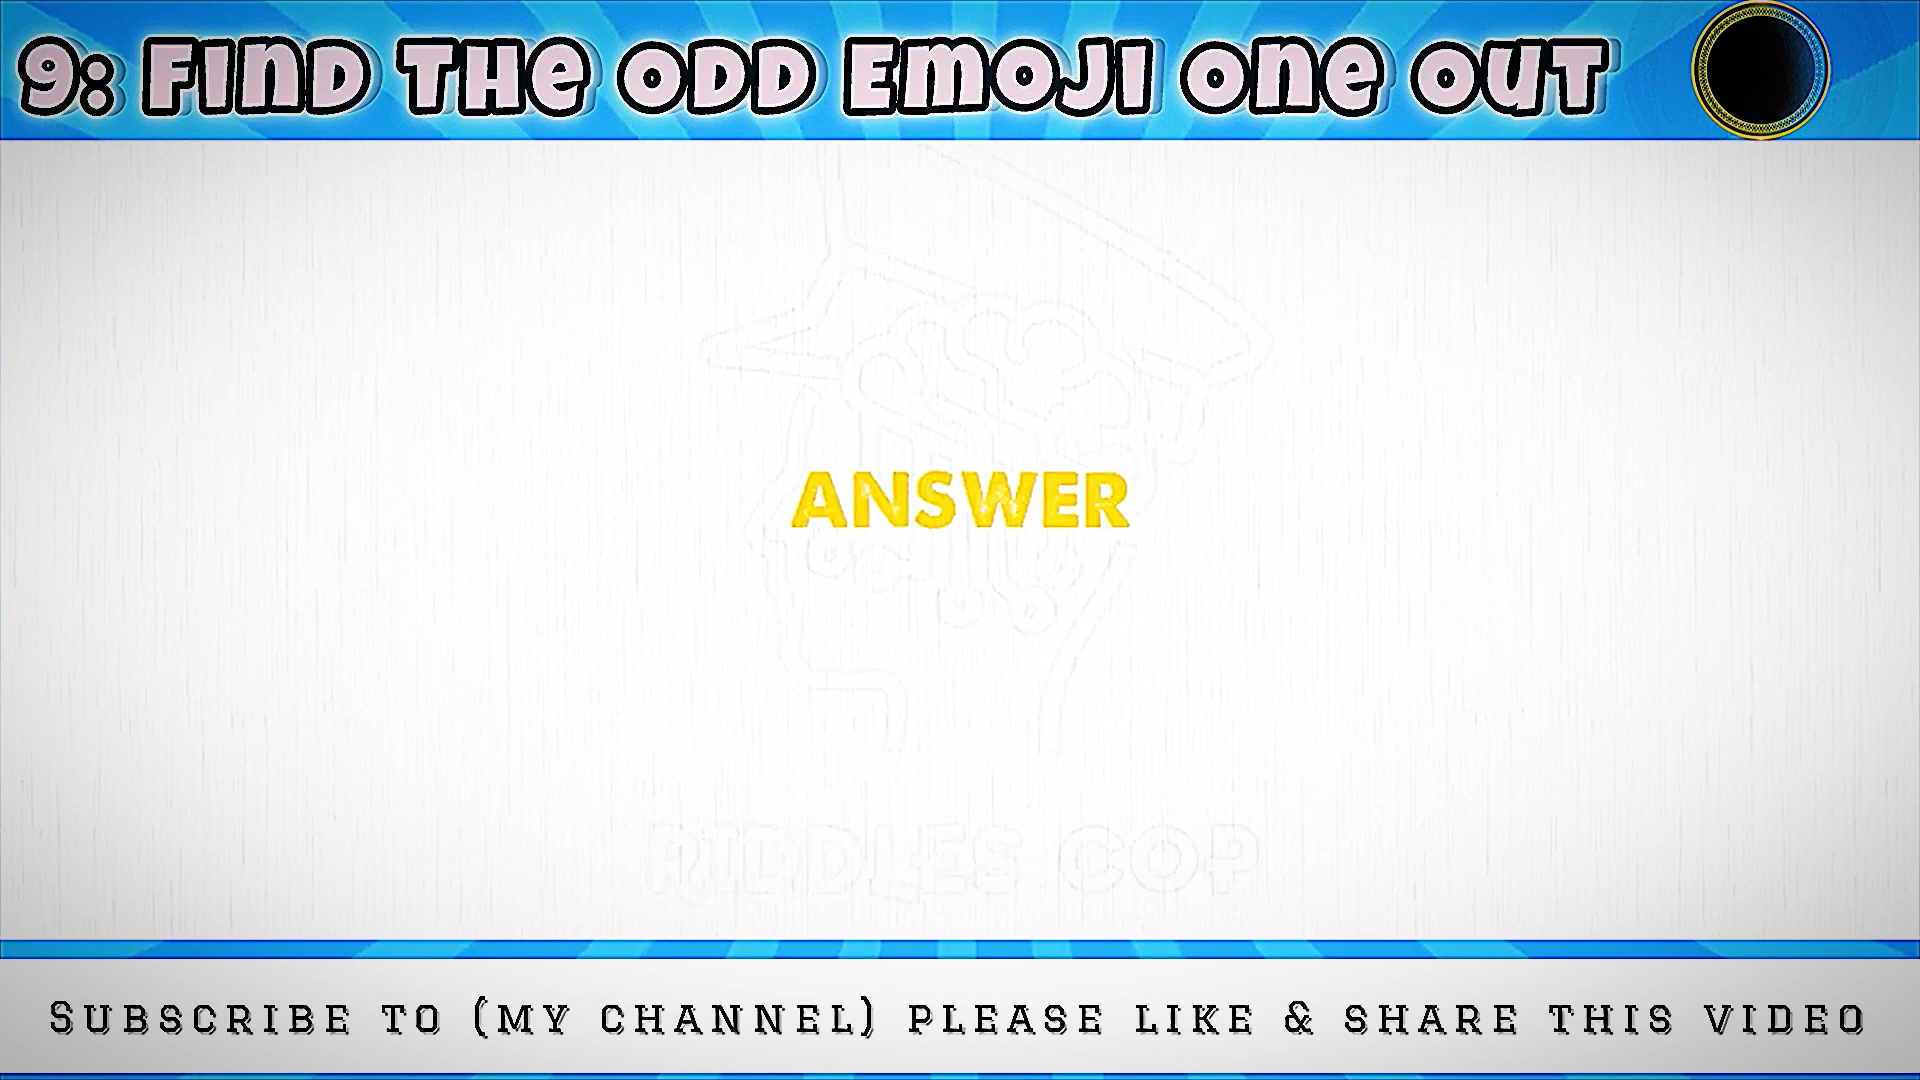 9: Find the odd Emoji one out
ANSWER
RIDDLES COP
Subscribe to (my channel) please like & share this video